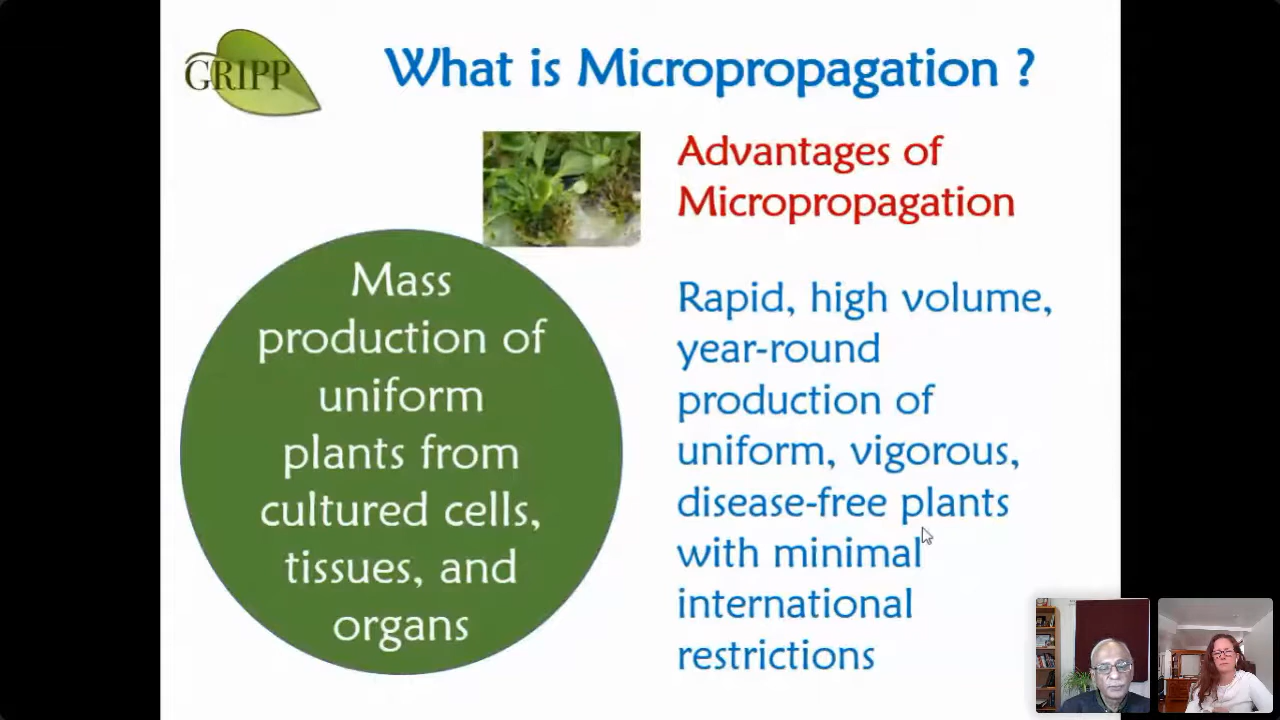 GRIPP
What is Micropropagation ?
Advantages of
Micropropagation
Mass
production of
uniform
plants from
cultured cells,
tissues, and
organs
Rapid, high volume,
year-round
production of
uniform, vigorous,
disease-free plants
with minimal
international
restrictions